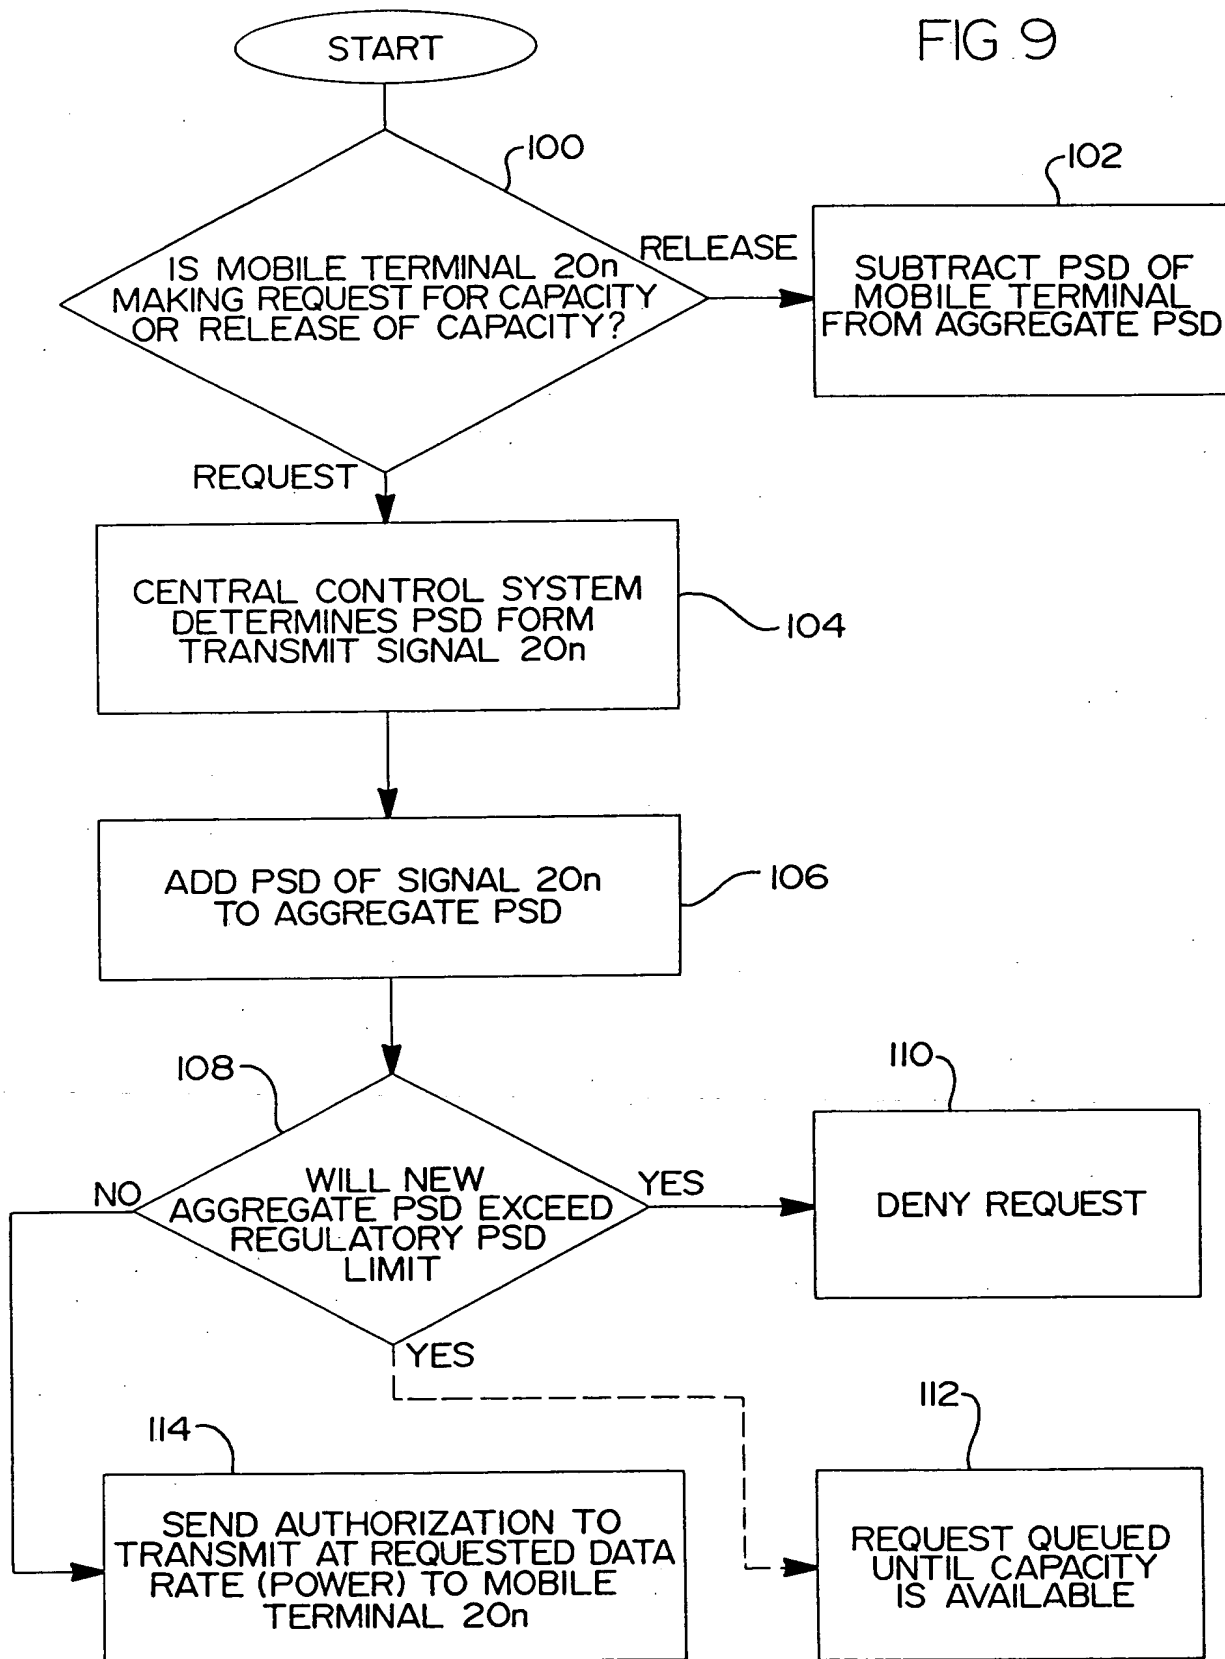 START
FIG 9
100
102
IS MOBILE TERMINAL 20n
MAKING REQUEST FOR CAPACITY
OR RELEASE OF CAPACITY?
RELEASE
SUBTRACT PSD OF
MOBILE TERMINAL
FROM AGGREGATE PSD
REQUEST
CENTRAL CONTROL SYSTEM
DETERMINES PSD FORM
TRANSMIT SIGNAL 20n
104
ADD PSD OF SIGNAL 20n
TO AGGREGATE PSD
106
108
110
NO
WILL NEW
AGGREGATE PSD EXCEED
REGULATORY PSD
LIMIT
YES
DENY REQUEST
YES
114
112
SEND AUTHORIZATION TO
TRANSMIT AT REQUESTED DATA
RATE (POWER) TO MOBILE
TERMINAL 20n
REQUEST QUEUED
UNTIL CAPACITY
IS AVAILABLE